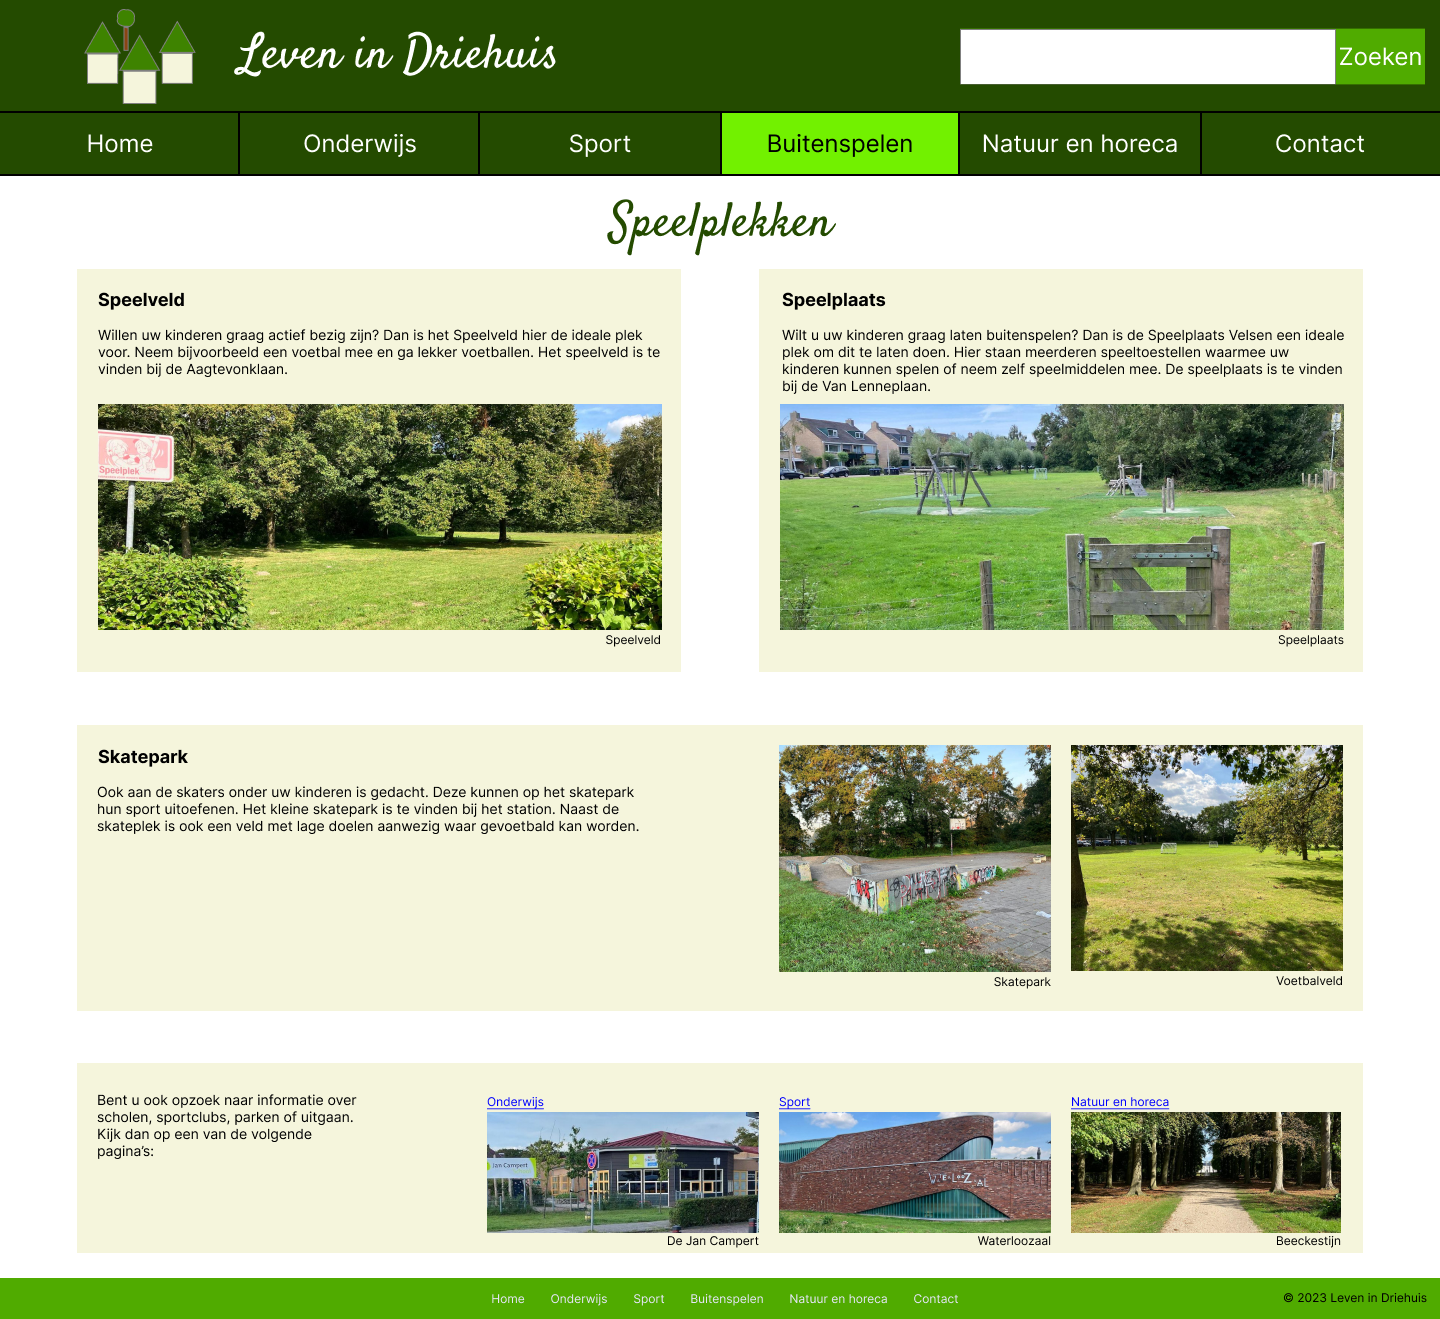 Leven in Driehuis
Zoeken
Home
Onderwijs
Sport
Buitenspelen
Natuur en horeca
Contact
Speelplekken
Speelveld
Willen uw kinderen graag actief bezig zijn? Dan is het Speelveld hier de ideale plek
voor. Neem bijvoorbeeld een voetbal mee en ga lekker voetballen. Het speelveld is te
vinden bij de Aagtevonklaan.
Speelplek
Speelveld
Speelplaats
Wilt u uw kinderen graag laten buitenspelen? Dan is de Speelplaats Velsen een ideale
plek om dit te laten doen. Hier staan meerderen speeltoestellen waarmee uw
kinderen kunnen spelen of neem zelf speelmiddelen mee. De speelplaats is te vinden
bij de Van Lenneplaan.
Speelplaats
Skatepark
Ook aan de skaters onder uw kinderen is gedacht. Deze kunnen op het skatepark
hun sport uitoefenen. Het kleine skatepark is te vinden bij het station. Naast de
skateplek is ook een veld met lage doelen aanwezig waar gevoetbald kan worden.
Skatepark
Voetbalveld
Bent u ook opzoek naar informatie over
scholen, sportclubs, parken of uitgaan.
Kijk dan op een van de volgende
pagina's:
Onderwijs
Jan Campert
De Jan Campert
Sport
Waterloozaal
Natuur en horeca
Beeckestijn
Home
Onderwijs
Sport
Buitenspelen
Natuur en horeca
Contact
© 2023 Leven in Driehuis